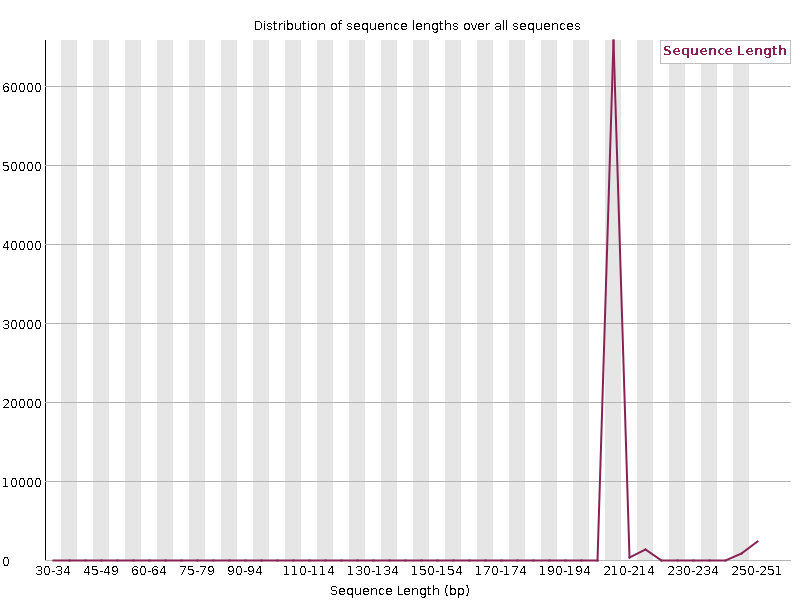 Distribution of sequence lengths over all sequences
Sequence Length
60000
50000
40000
30000
20000
10000
0
30-34 45-49 60-64 75-79 90-94 110-114 130-134 150-154 170-174 190-194 210-214 230-234 250-251
Sequence Length (bp)